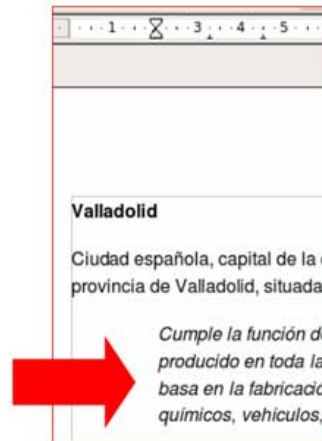 1 3 4 5
Valladolid
Ciudad española, capital de la
provincia de Valladolid, situada
Cumple la función de
producido en toda la
basa en la fabricació
químicos, vehículos,